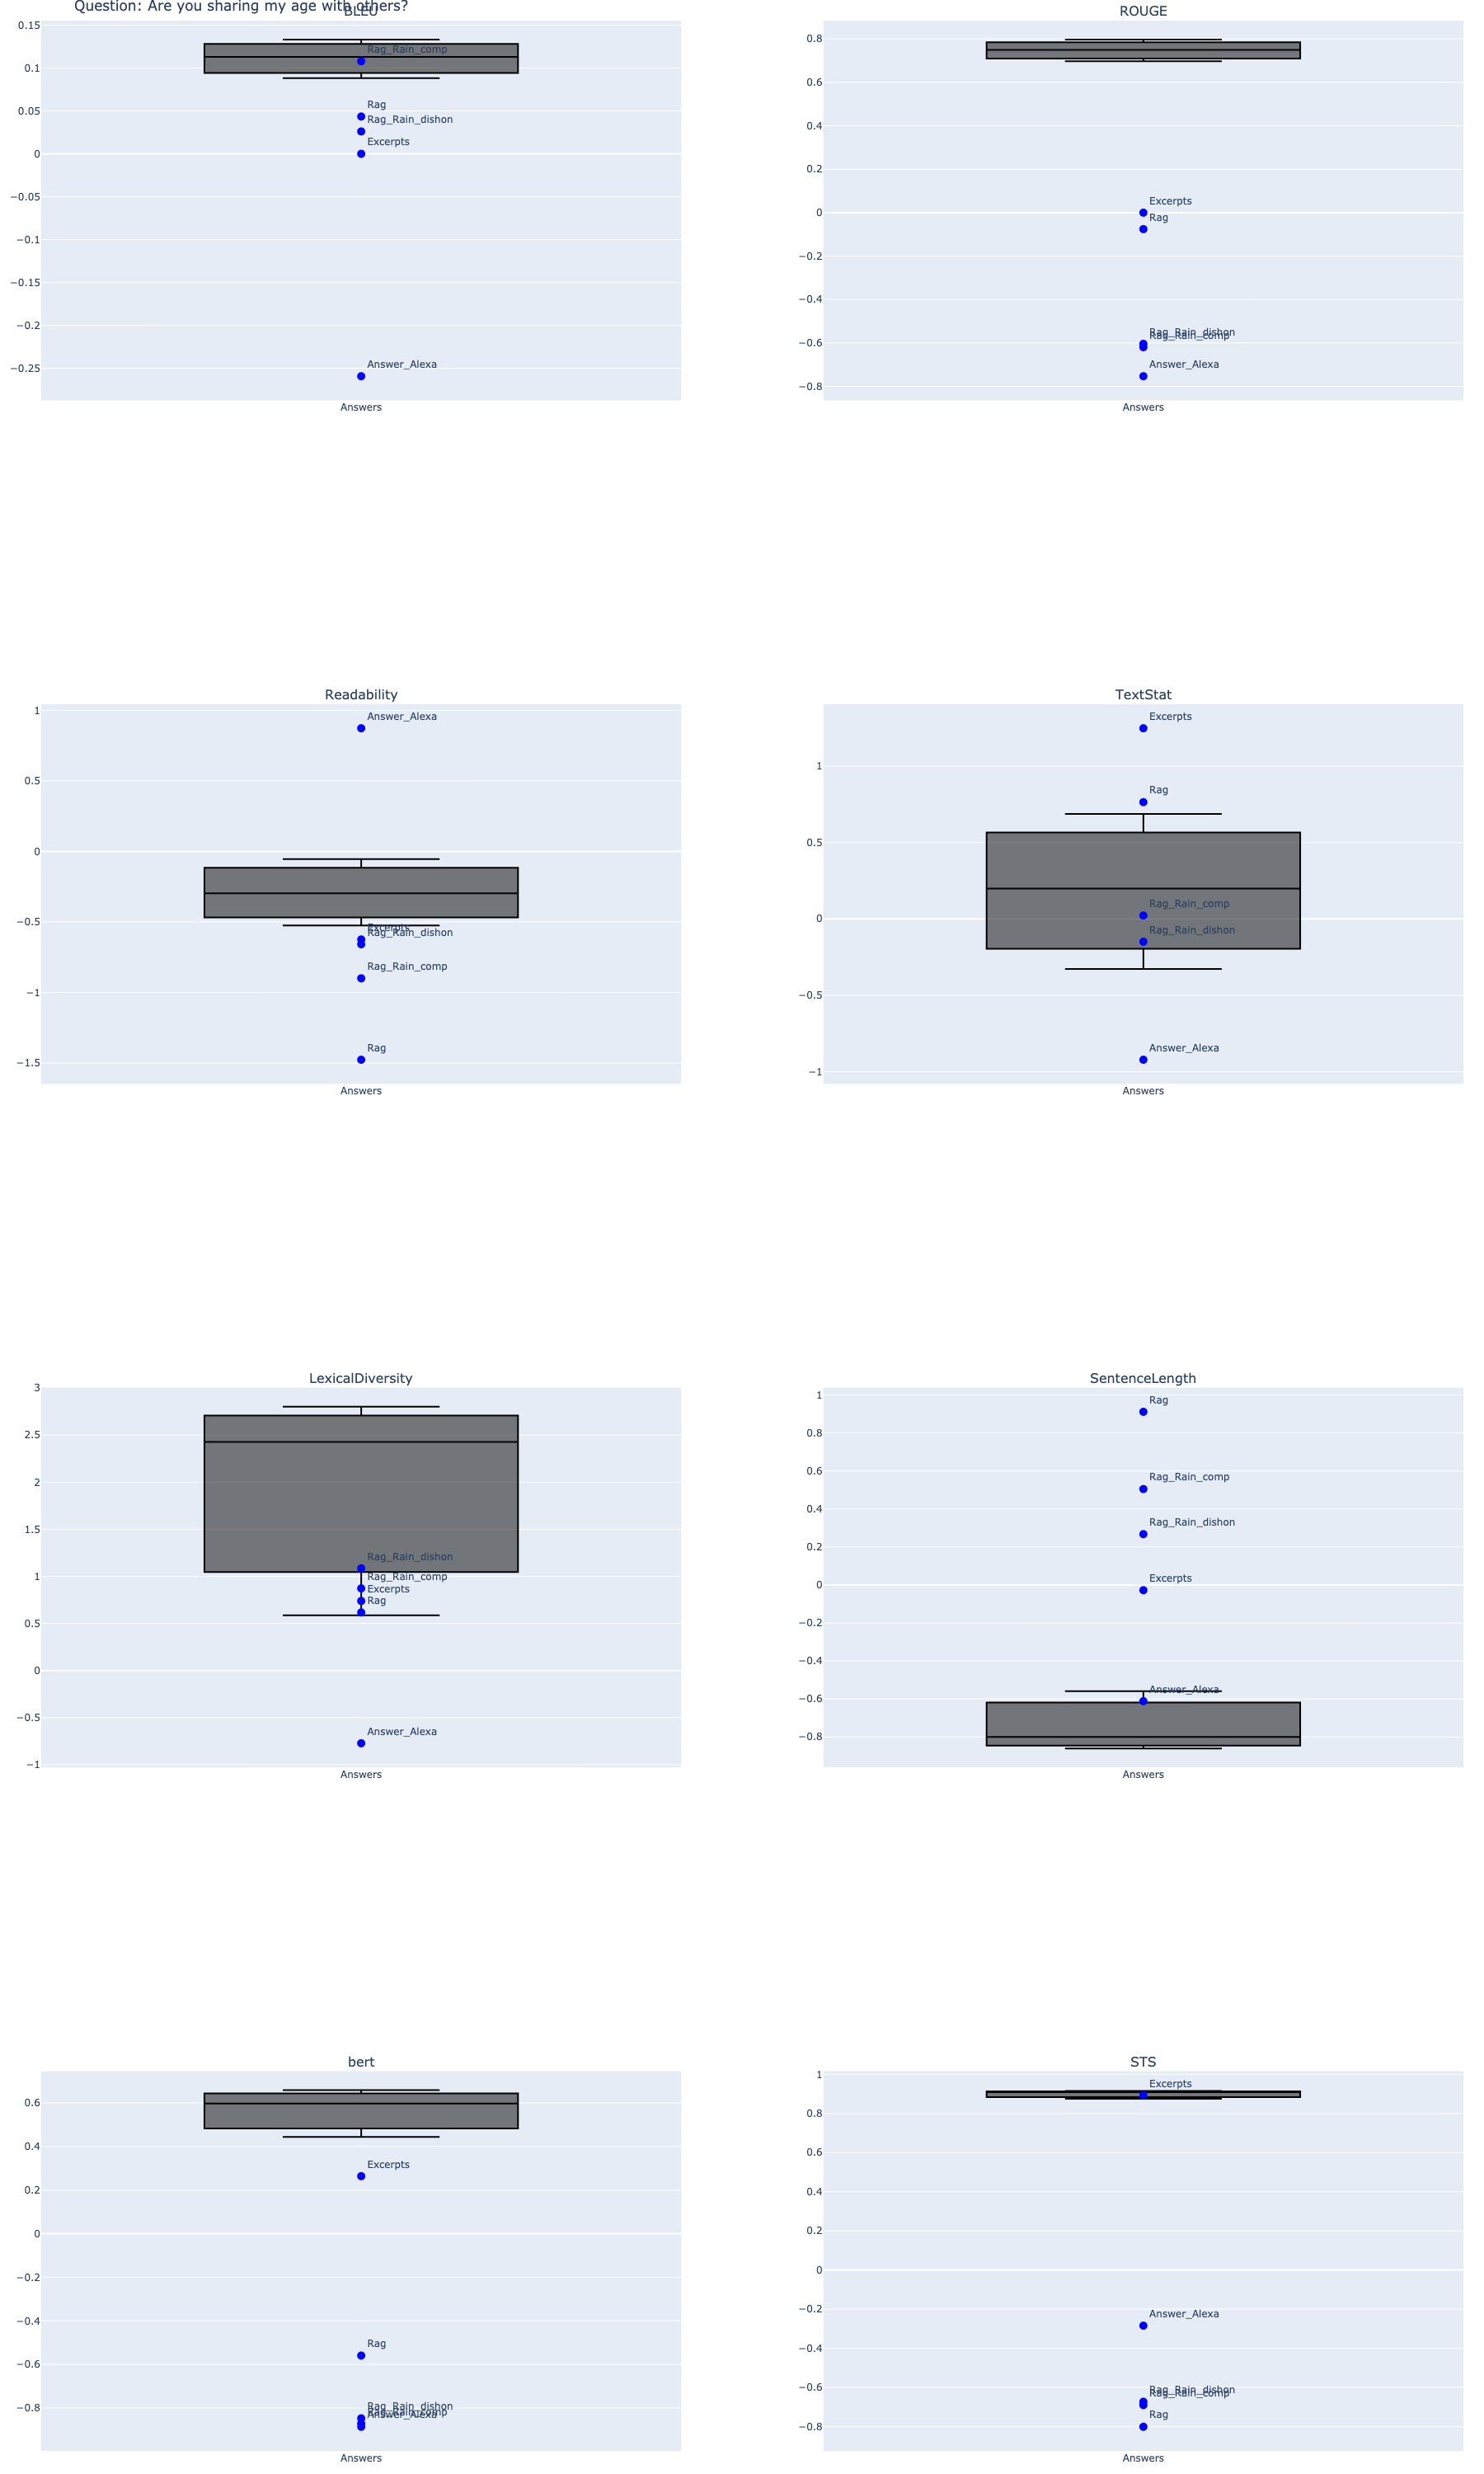 Question: Are you sharing my age with others?
BLEU
0.15
0.1
0.05
0
−0.05
−0.1
−0.15
−0.2
−0.25
Rag_Rain_comp
Rag
Rag_Rain_dishon
Excerpts
Answer_Alexa
Answers
ROUGE
0.8
0.6
0.4
0.2
0
−0.2
−0.4
−0.6
−0.8
Excerpts
Rag
Rag_Rain_dishon
Rag_Rain_comp
Answer_Alexa
Answers
Readability
1
0.5
0
−0.5
−1
−1.5
Answer_Alexa
Excerpts
Rag_Rain_dishon
Rag_Rain_comp
Rag
Answers
TextStat
1
0.5
0
−0.5
−1
Excerpts
Rag
Rag_Rain_comp
Rag_Rain_dishon
Answer_Alexa
Answers
LexicalDiversity
3
2.5
2
1.5
1
0.5
0
−0.5
−1
Rag_Rain_dishon
Rag_Rain_comp
Excerpts
Rag
Answer_Alexa
Answers
SentenceLength
1
0.8
0.6
0.4
0.2
0
−0.2
−0.4
−0.6
−0.8
Rag
Rag_Rain_comp
Rag_Rain_dishon
Excerpts
Answer_Alexa
Answers
bert
0.6
0.4
0.2
0
−0.2
−0.4
−0.6
−0.8
Excerpts
Rag
Rag_Rain_dishon
Rag_Rain_comp
Answer_Alexa
Answers
STS
1
0.8
0.6
0.4
0.2
0
−0.2
−0.4
−0.6
−0.8
Excerpts
Answer_Alexa
Rag_Rain_dishon
Rag_Rain_comp
Rag
Answers